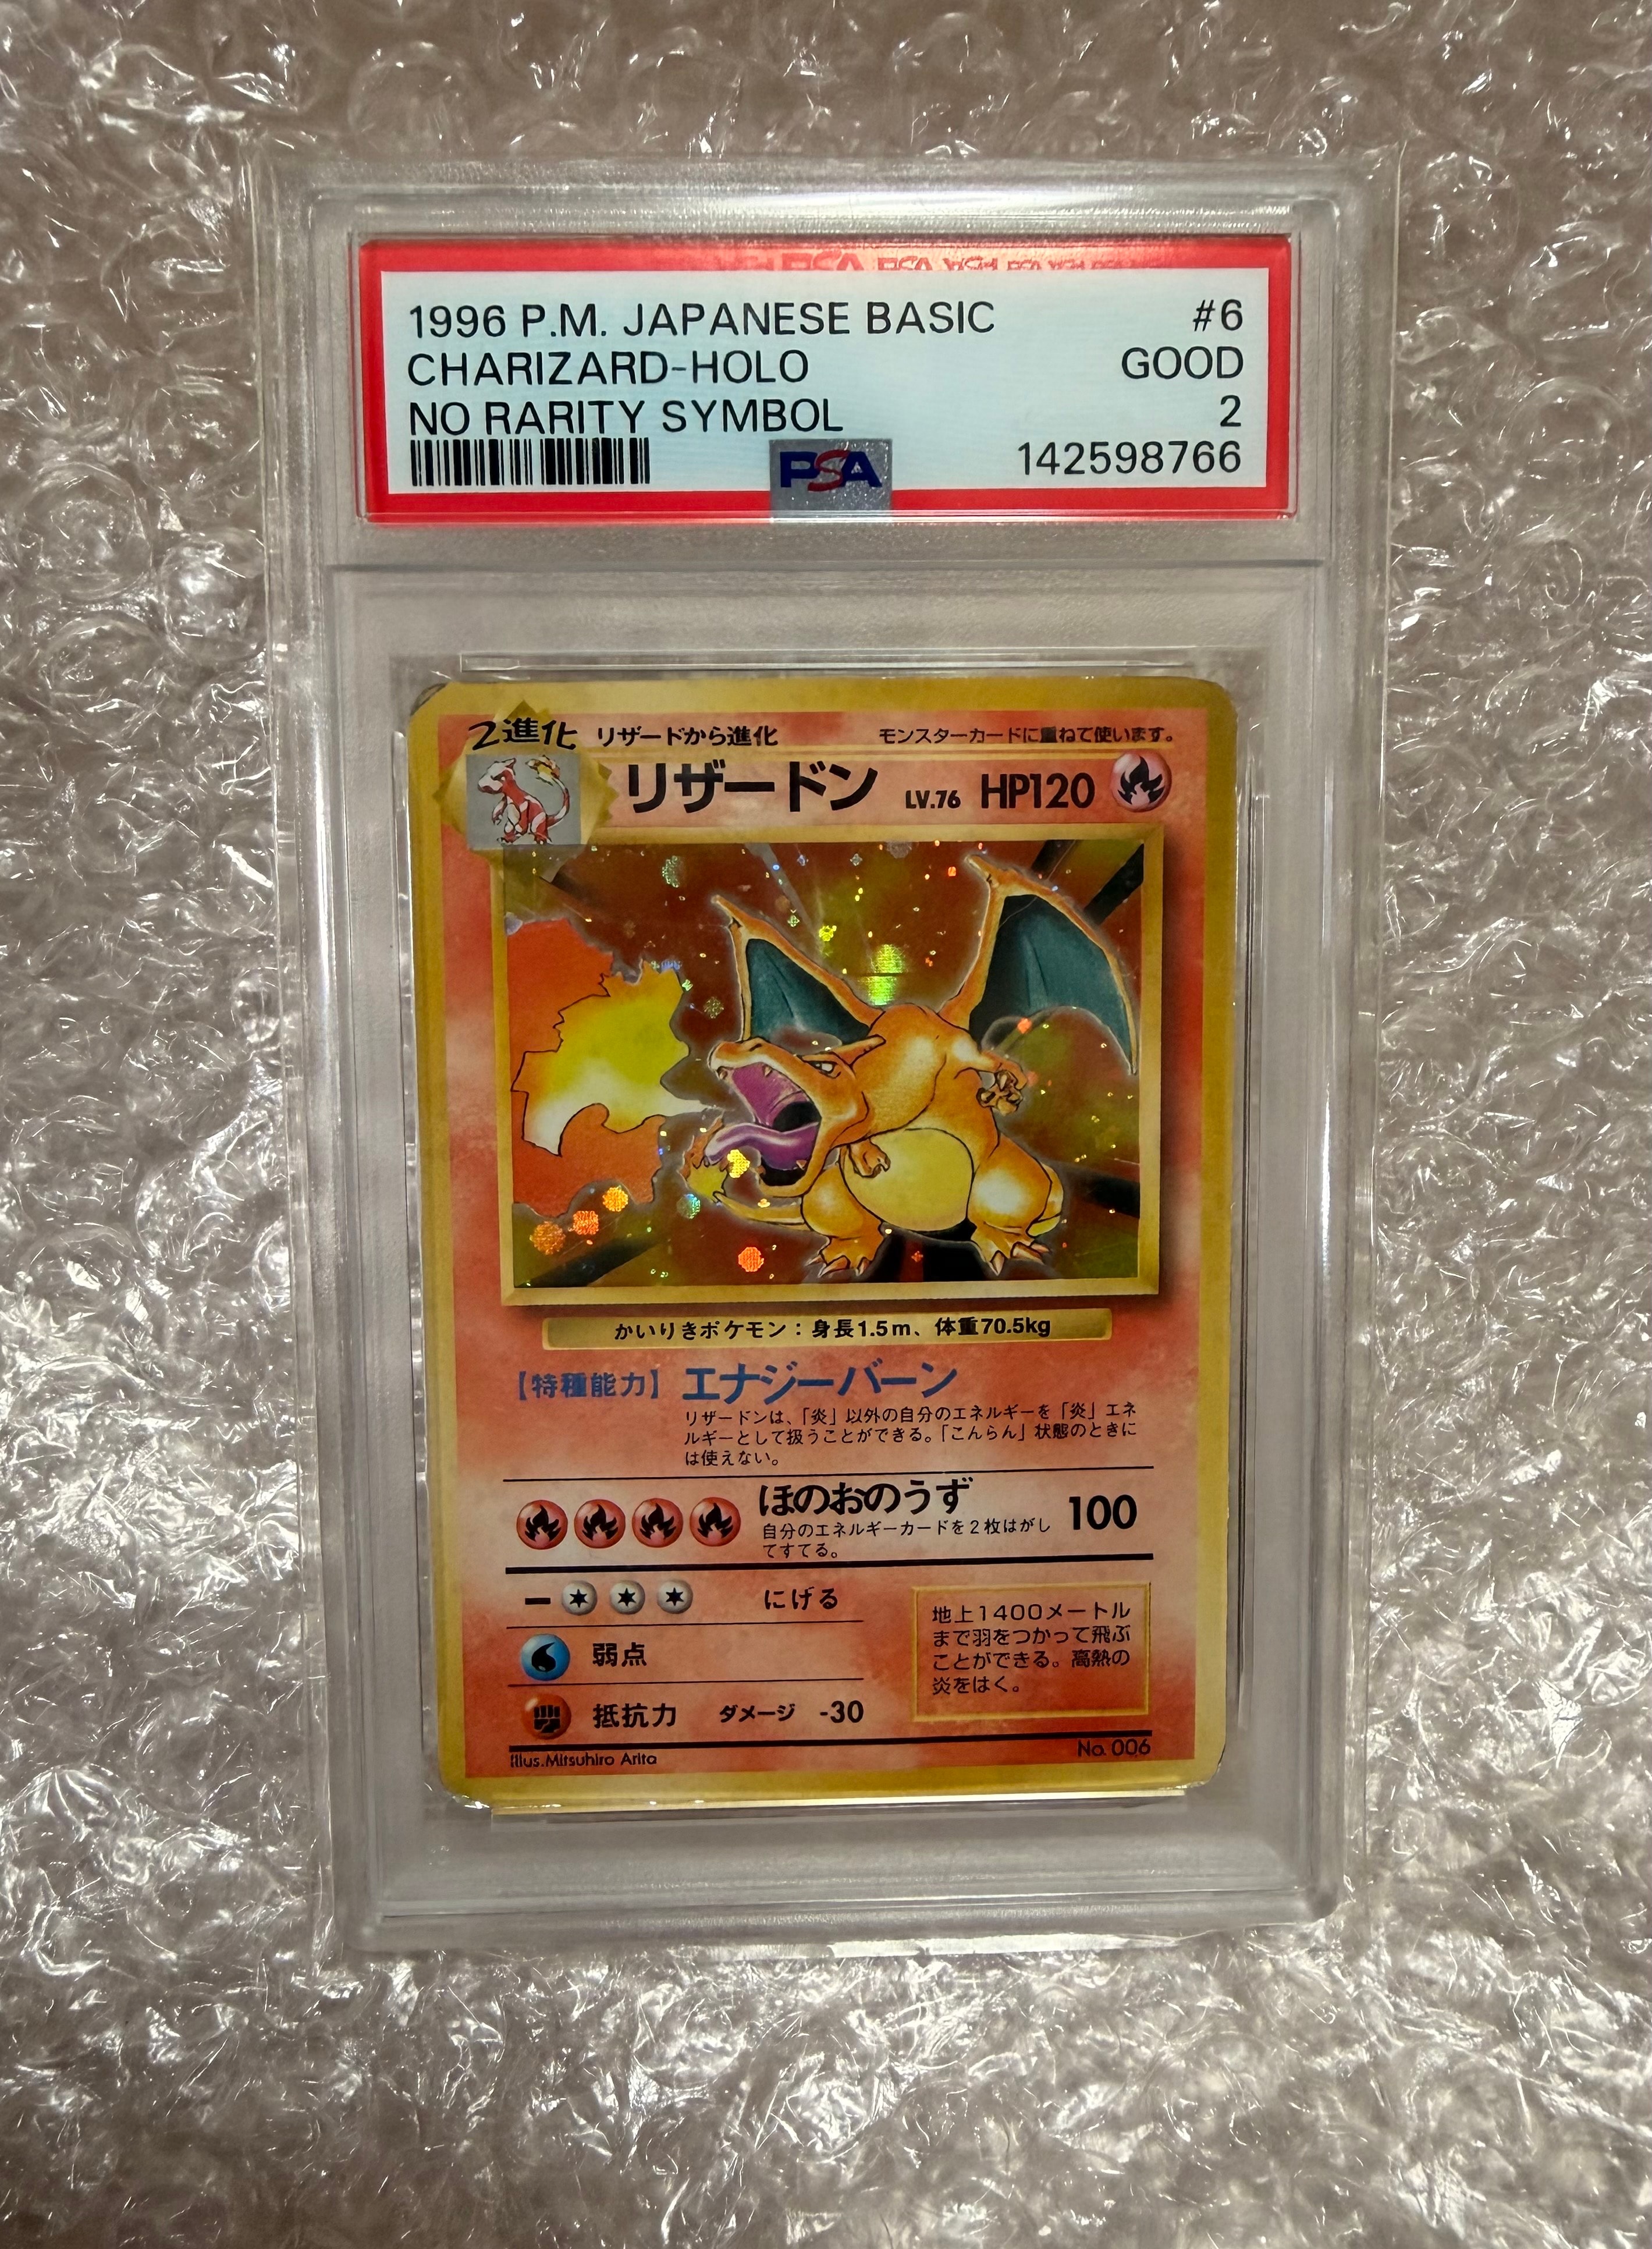 1996 P.M. JAPANESE BASIC #6
CHARIZARD-HOLO GOOD
NO RARITY SYMBOL 2
PSA 142598766
2進化 リザードから進化 モンスターカードに重ねて使います。
リザードン LV.76 HP120
かいりきポケモン：身長1.5m、体重70.5kg
【特種能力】 エナジーバーン
リザードンは、「炎」以外の自分のエネルギーを「炎」エネ
ルギーとして扱うことができる。「こんらん」状態のときに
は使えない。
ほのおのうず 100
自分のエネルギーカードを2枚はがし
てすてる。
にげる
弱点
抵抗力 ダメージ -30
地上1400メートル
まで羽をつかって飛ぶ
ことができる。高熱の
炎をはく。
Illus.Mitsuhiro Arita No. 006